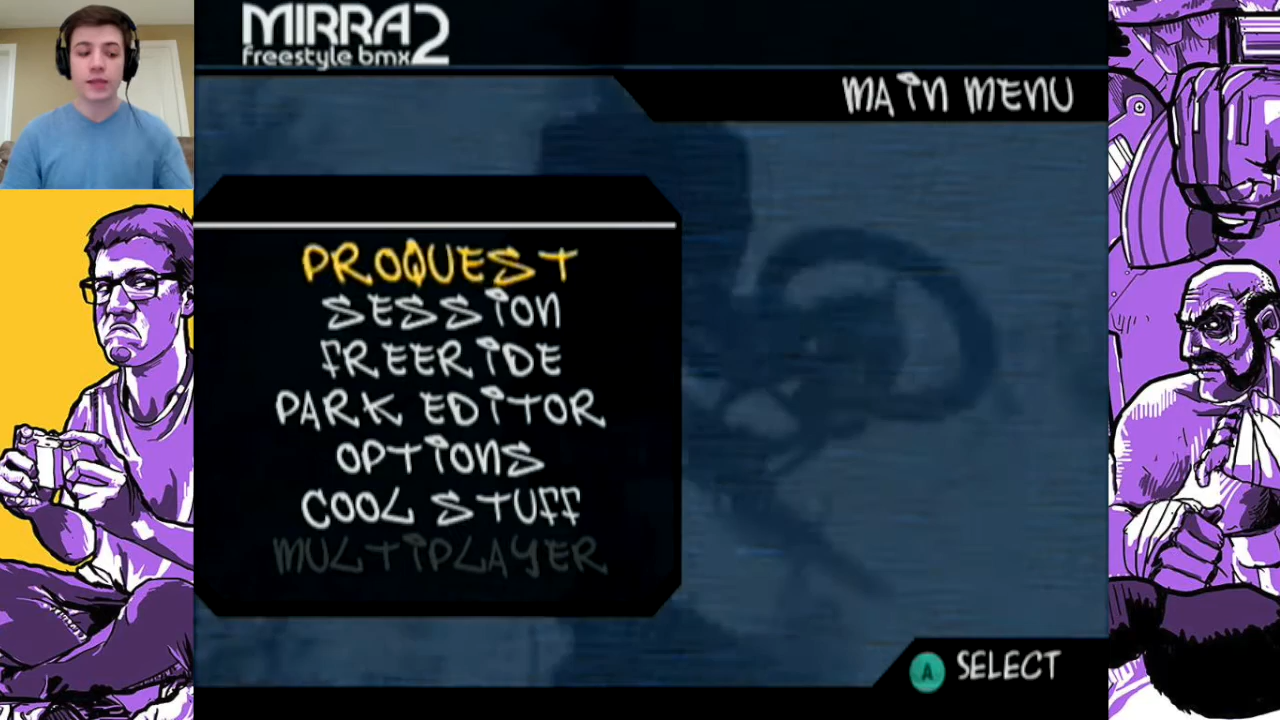 MIRRA 2
freestyle bmx
MAIN MENU
PROQUEST
SESSION
FREERIDE
PARK EDITOR
OPTIONS
COOL STUFF
MULTIPLAYER
A SELECT